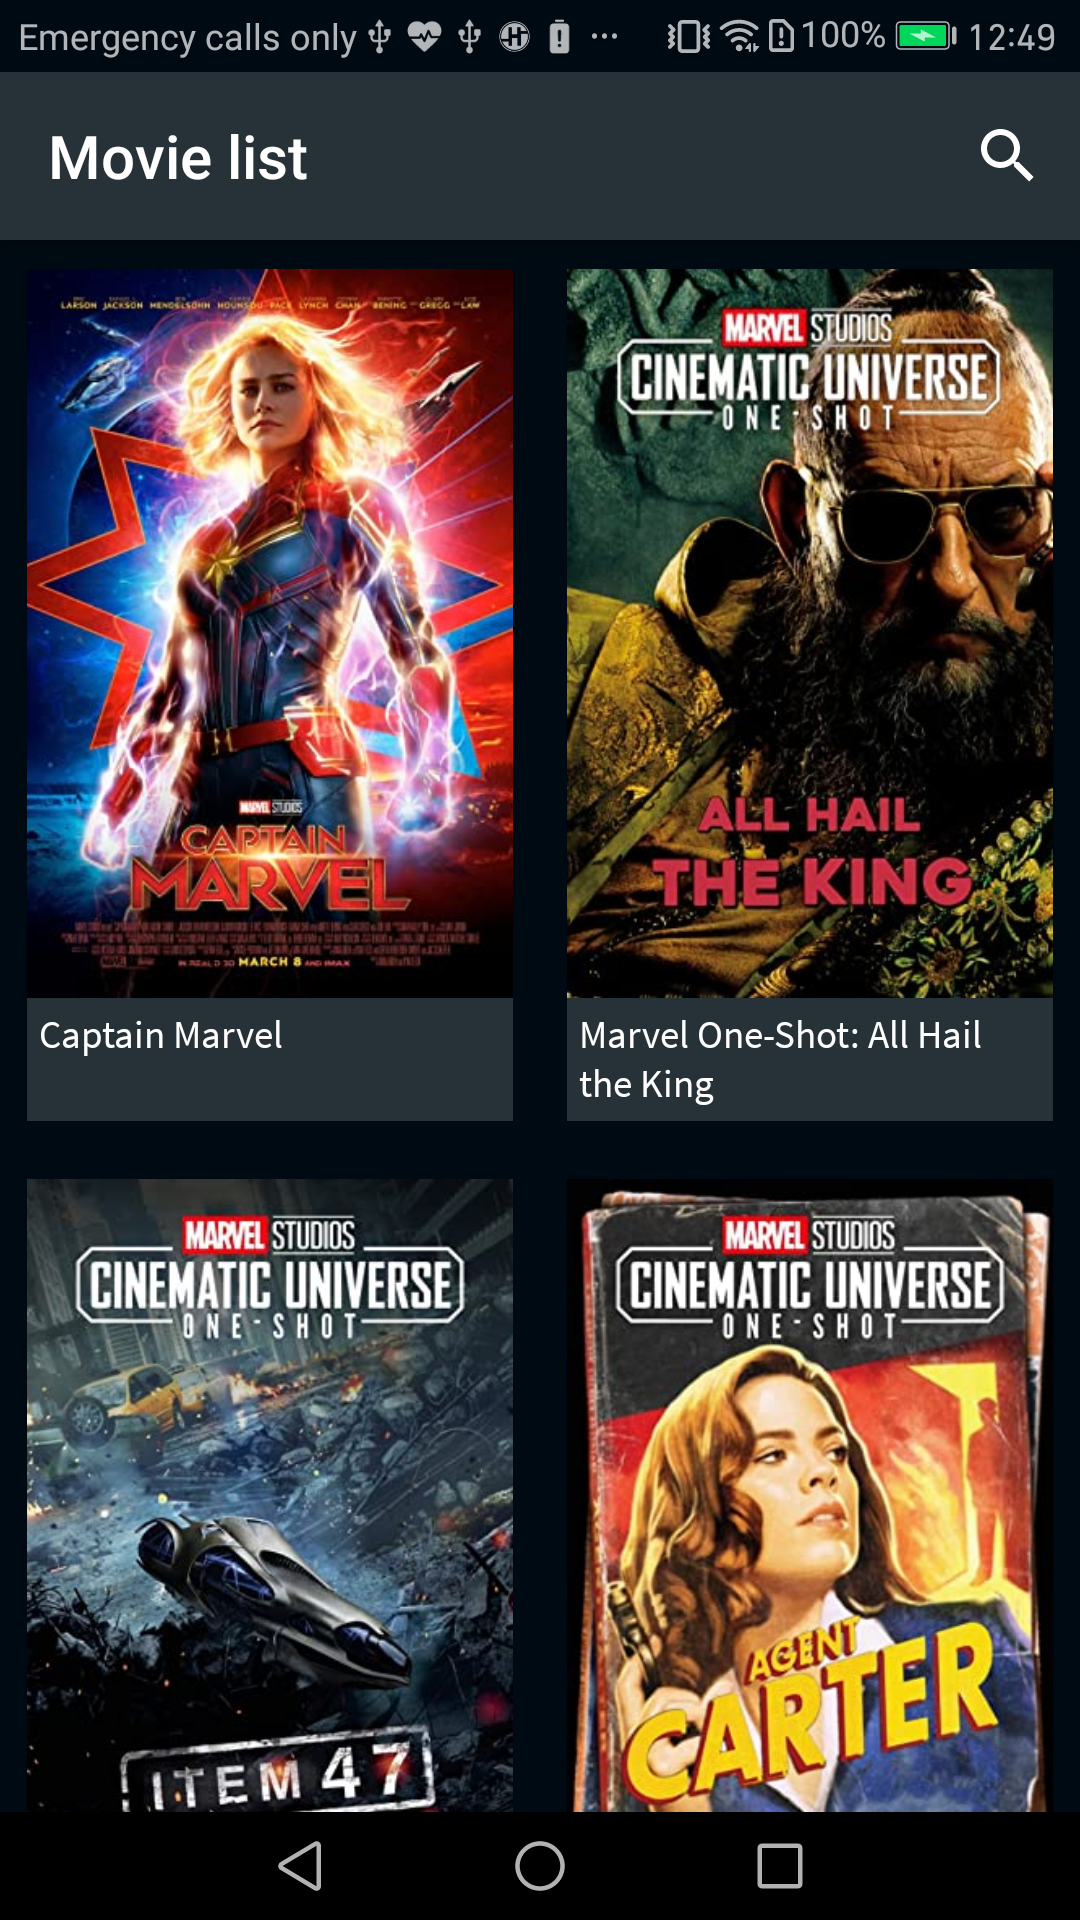 Emergency calls only 100% 12:49
Movie list
LARSON JACKSON MENDELSOHN HOUNSOU PACE LYNCH CHAN BENING GREGG LAW
MARVEL STUDIOS
CAPTAIN
MARVEL
MARCH 8
MARVEL STUDIOS
CINEMATIC UNIVERSE
ONE-SHOT
ALL HAIL
THE KING
Captain Marvel
Marvel One-Shot: All Hail
the King
MARVEL STUDIOS
CINEMATIC UNIVERSE
ONE-SHOT
ITEM 47
MARVEL STUDIOS
CINEMATIC UNIVERSE
ONE-SHOT
AGENT
CARTER